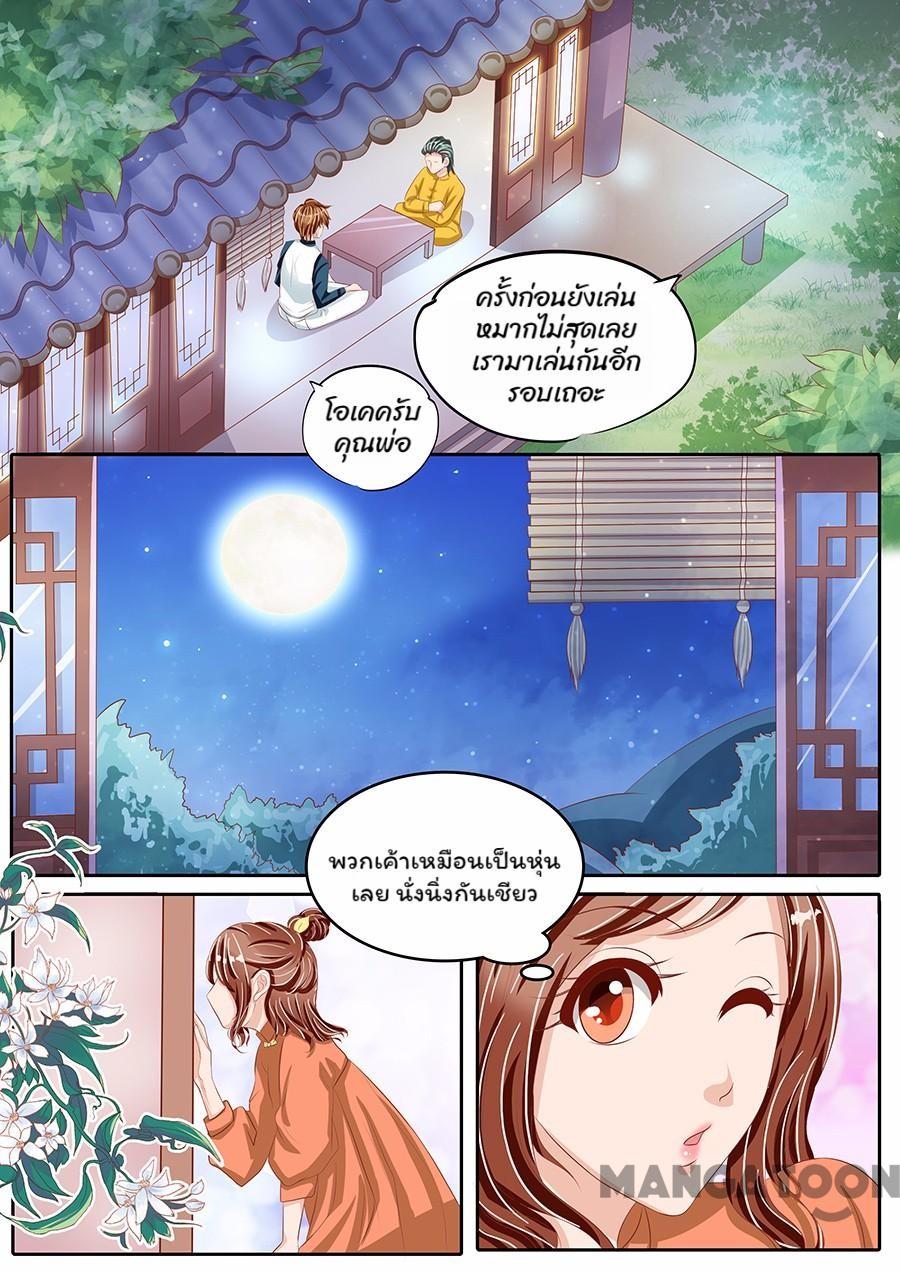 ครั้งก่อนยังเล่น
หมากไม่สุดเลย
เรามาเล่นกันอีก
รอบเถอะ
โอเคครับ
คุณพ่อ
พวกเค้าเหมือนเป็นหุ่น
เลย นั่งนิ่งกันเชียว
MANGATOON